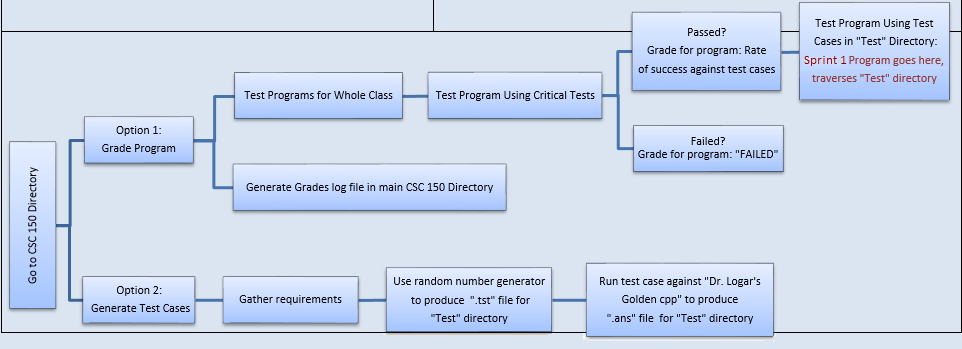 Go to CSC 150 Directory
Option 1:
Grade Program
Test Programs for Whole Class
Test Program Using Critical Tests
Passed?
Grade for program: Rate
of success against test cases
Test Program Using Test
Cases in "Test" Directory:
Sprint 1 Program goes here,
traverses "Test" directory
Failed?
Grade for program: "FAILED"
Generate Grades log file in main CSC 150 Directory
Option 2:
Generate Test Cases
Gather requirements
Use random number generator
to produce ".tst" file for
"Test" directory
Run test case against "Dr. Logar's
Golden cpp" to produce
".ans" file for "Test" directory